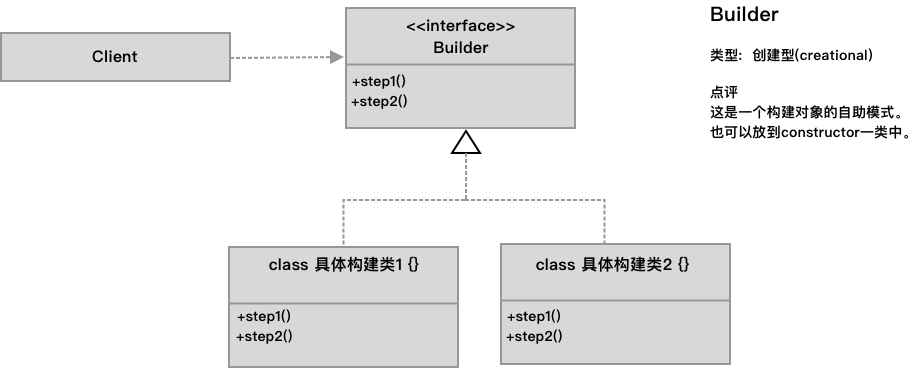 Client
<<interface>>
Builder
+step1()
+step2()
class 具体构建类1 {}
+step1()
+step2()
class 具体构建类2 {}
+step1()
+step2()
Builder
类型：创建型(creational)
点评
这是一个构建对象的自助模式。
也可以放到constructor一类中。